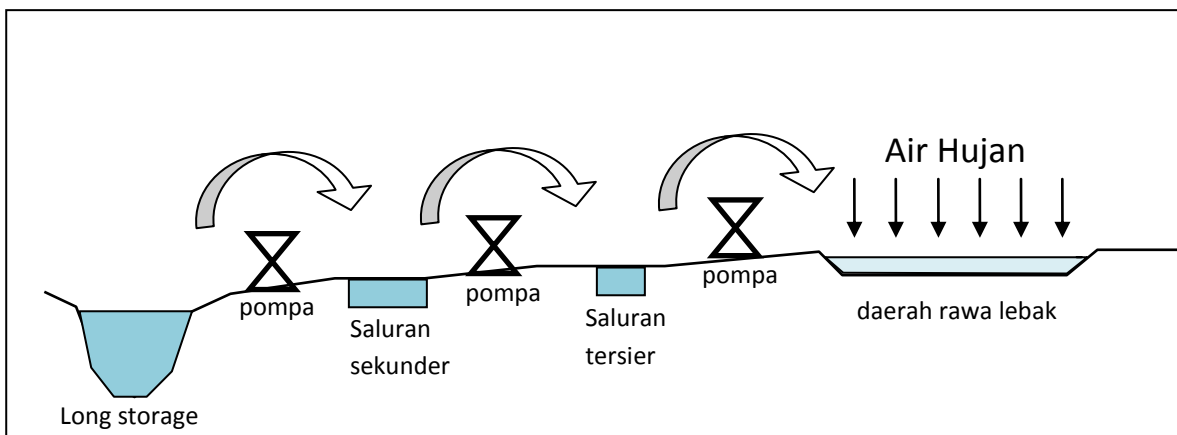 Air Hujan
pompa
pompa
pompa
Saluran
sekunder
Saluran
tersier
daerah rawa lebak
Long storage